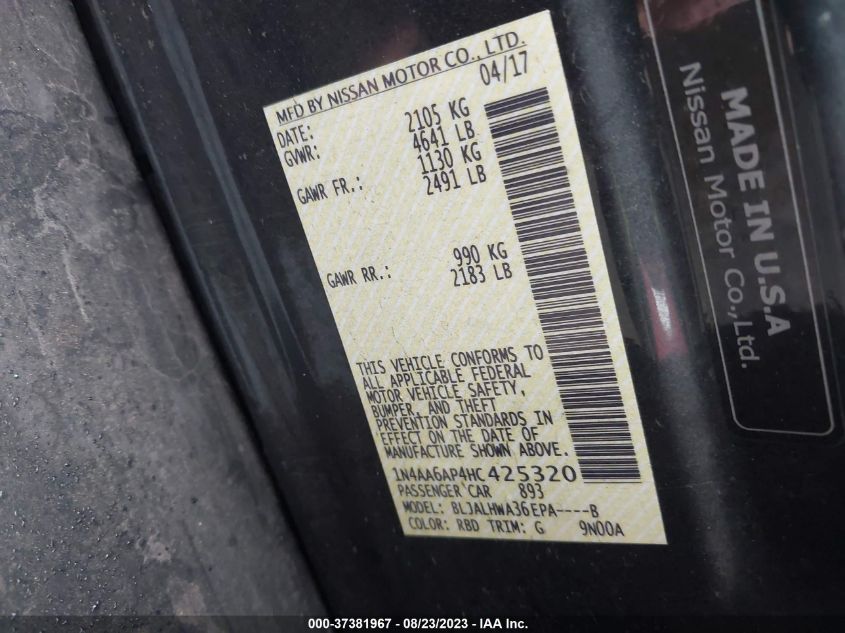 MFD BY NISSAN MOTOR CO., LTD.
DATE: 04/17
GVWR: 2105 KG
4641 LB
GAWR FR.: 1130 KG
2491 LB
GAWR RR.: 990 KG
2183 LB
THIS VEHICLE CONFORMS TO
ALL APPLICABLE FEDERAL
MOTOR VEHICLE SAFETY,
BUMPER, AND THEFT
PREVENTION STANDARDS IN
EFFECT ON THE DATE OF
MANUFACTURE SHOWN ABOVE.
1N4AA6AP4HC425320
PASSENGER CAR 893
MODEL: BLJALHWA36EPA----B
COLOR: RBD TRIM: G 9N00A
MADE IN U.S.A
Nissan Motor Co.,Ltd.
000-37381967 - 08/23/2023 - IAA Inc.